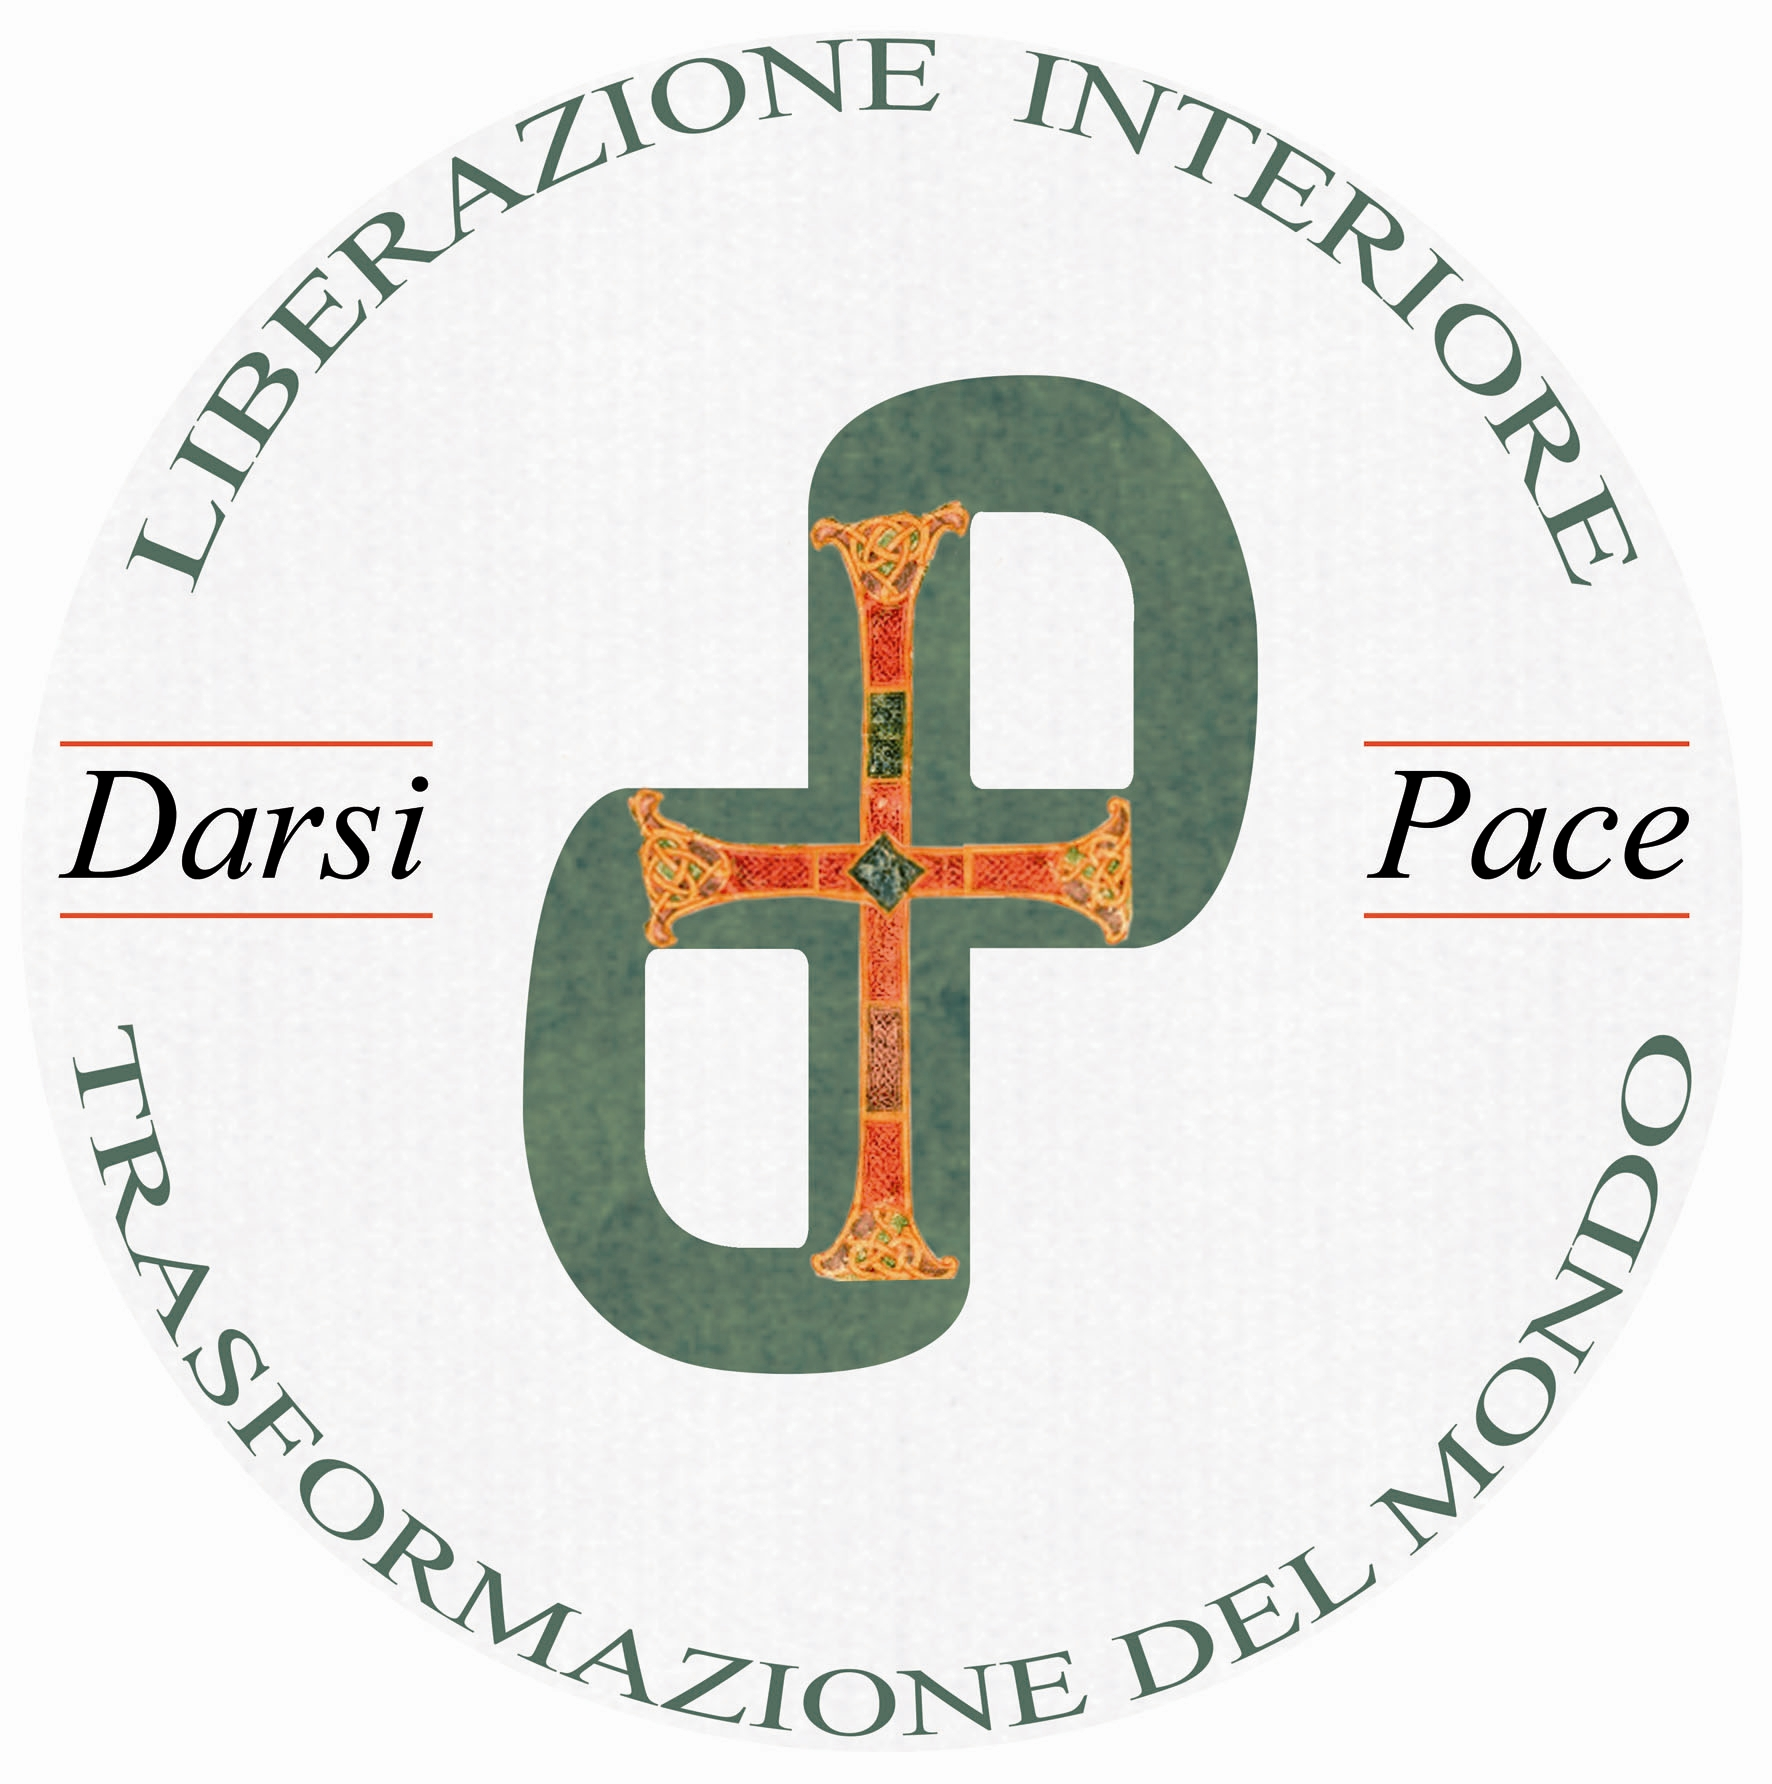 LIBERAZIONE INTERIORE
Darsi
Pace
TRASFORMAZIONE DEL MONDO